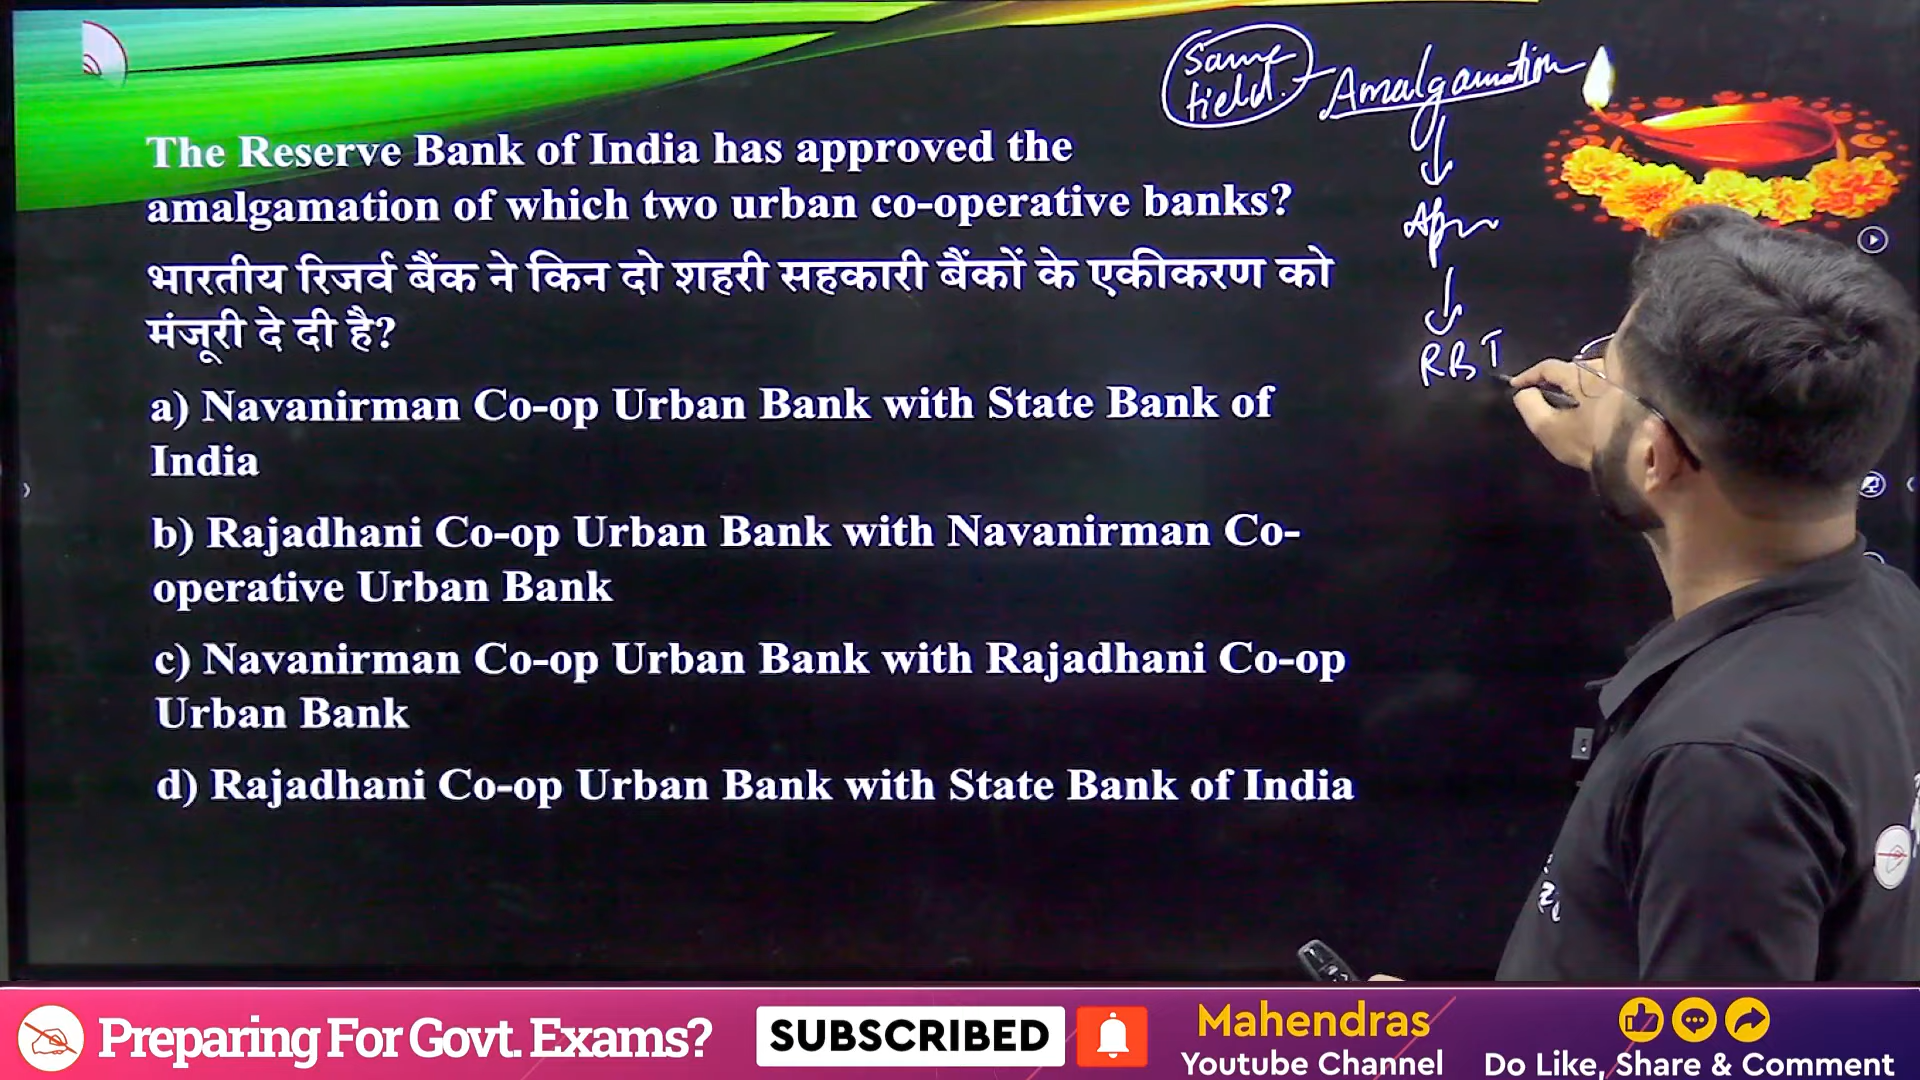 Same
field.
Amalgamation
RBI
The Reserve Bank of India has approved the
amalgamation of which two urban co-operative banks?
भारतीय रिजर्व बैंक ने किन दो शहरी सहकारी बैंकों के एकीकरण को
मंजूरी दे दी है?
a) Navanirman Co-op Urban Bank with State Bank of
India
b) Rajadhani Co-op Urban Bank with Navanirman Co-
operative Urban Bank
c) Navanirman Co-op Urban Bank with Rajadhani Co-op
Urban Bank
d) Rajadhani Co-op Urban Bank with State Bank of India
Preparing For Govt. Exams?
SUBSCRIBED
Mahendras
Youtube Channel
Do Like, Share & Comment